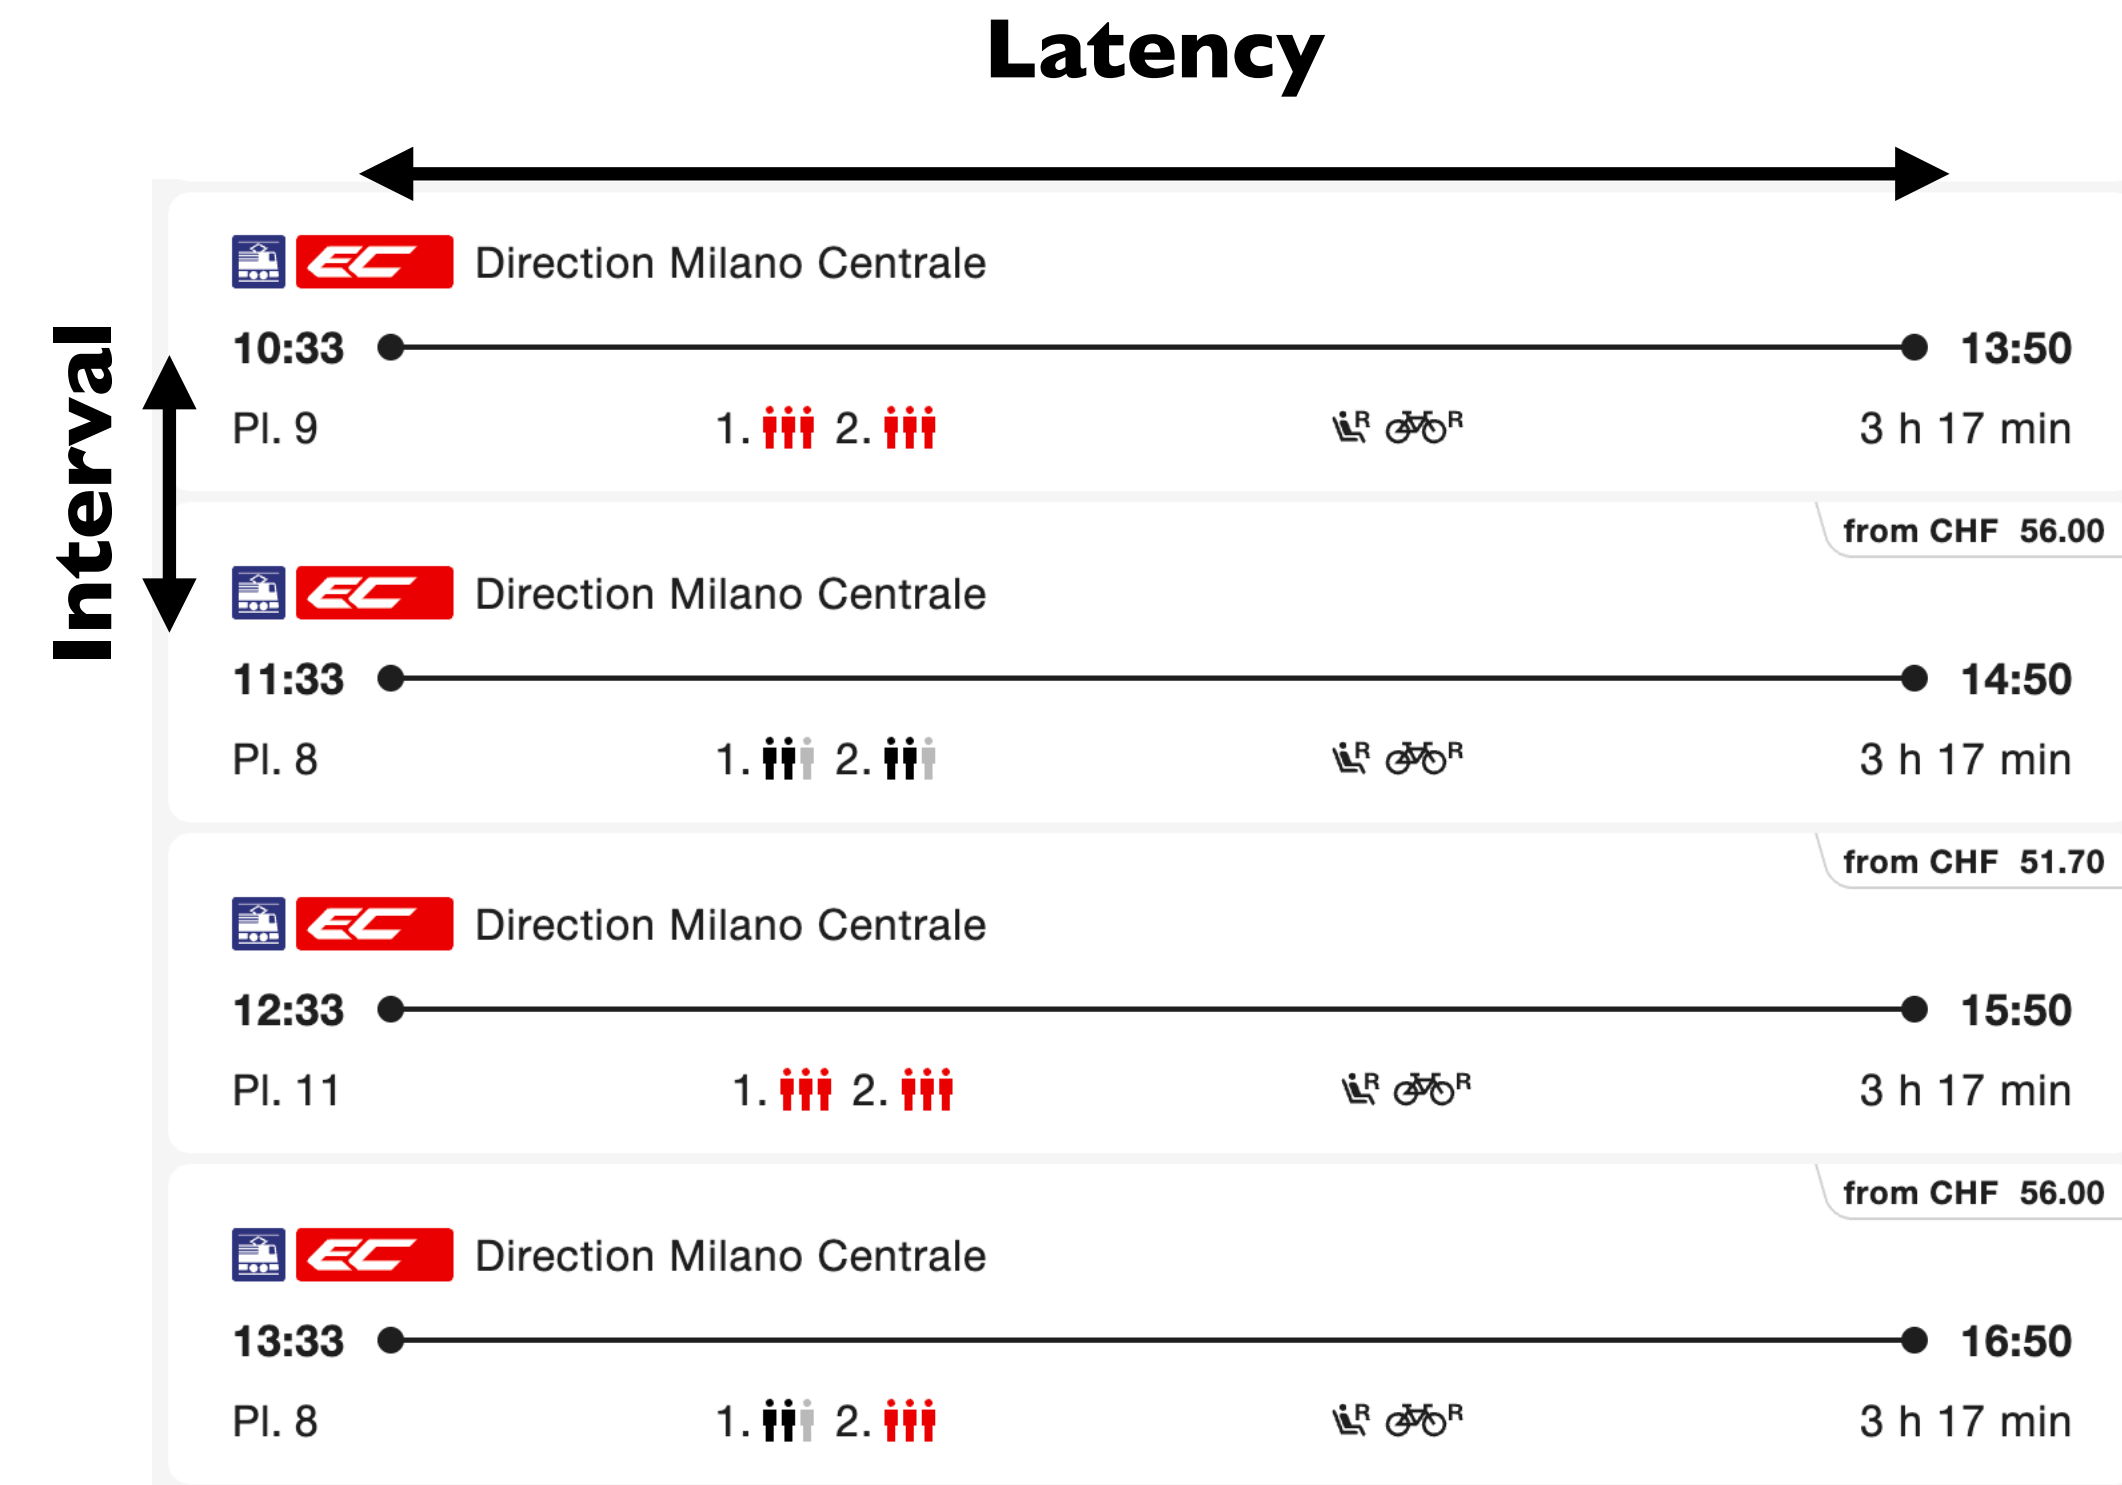 Latency
Interval
EC Direction Milano Centrale
10:33 13:50
Pl. 9 1. 2. R R 3 h 17 min
from CHF 56.00
EC Direction Milano Centrale
11:33 14:50
Pl. 8 1. 2. R R 3 h 17 min
from CHF 51.70
EC Direction Milano Centrale
12:33 15:50
Pl. 11 1. 2. R R 3 h 17 min
from CHF 56.00
EC Direction Milano Centrale
13:33 16:50
Pl. 8 1. 2. R R 3 h 17 min